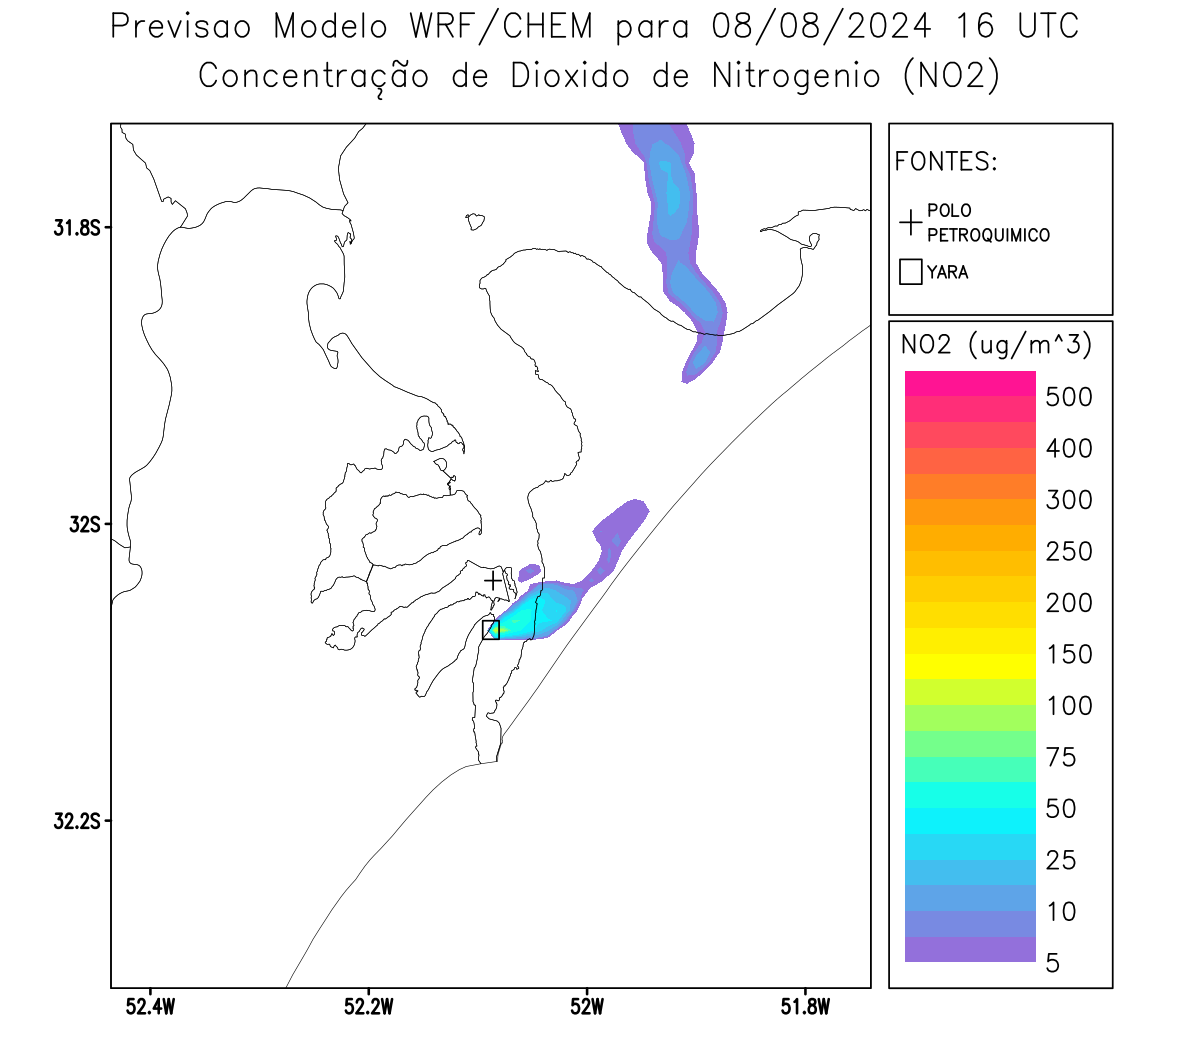 Previsao Modelo WRF/CHEM para 08/08/2024 16 UTC
Concentração de Dioxido de Nitrogenio (NO2)
FONTES:
POLO
PETROQUIMICO
YARA
NO2 (ug/m^3)
500
400
300
250
200
150
100
75
50
25
10
5
31.8S
32S
32.2S
52.4W
52.2W
52W
51.8W